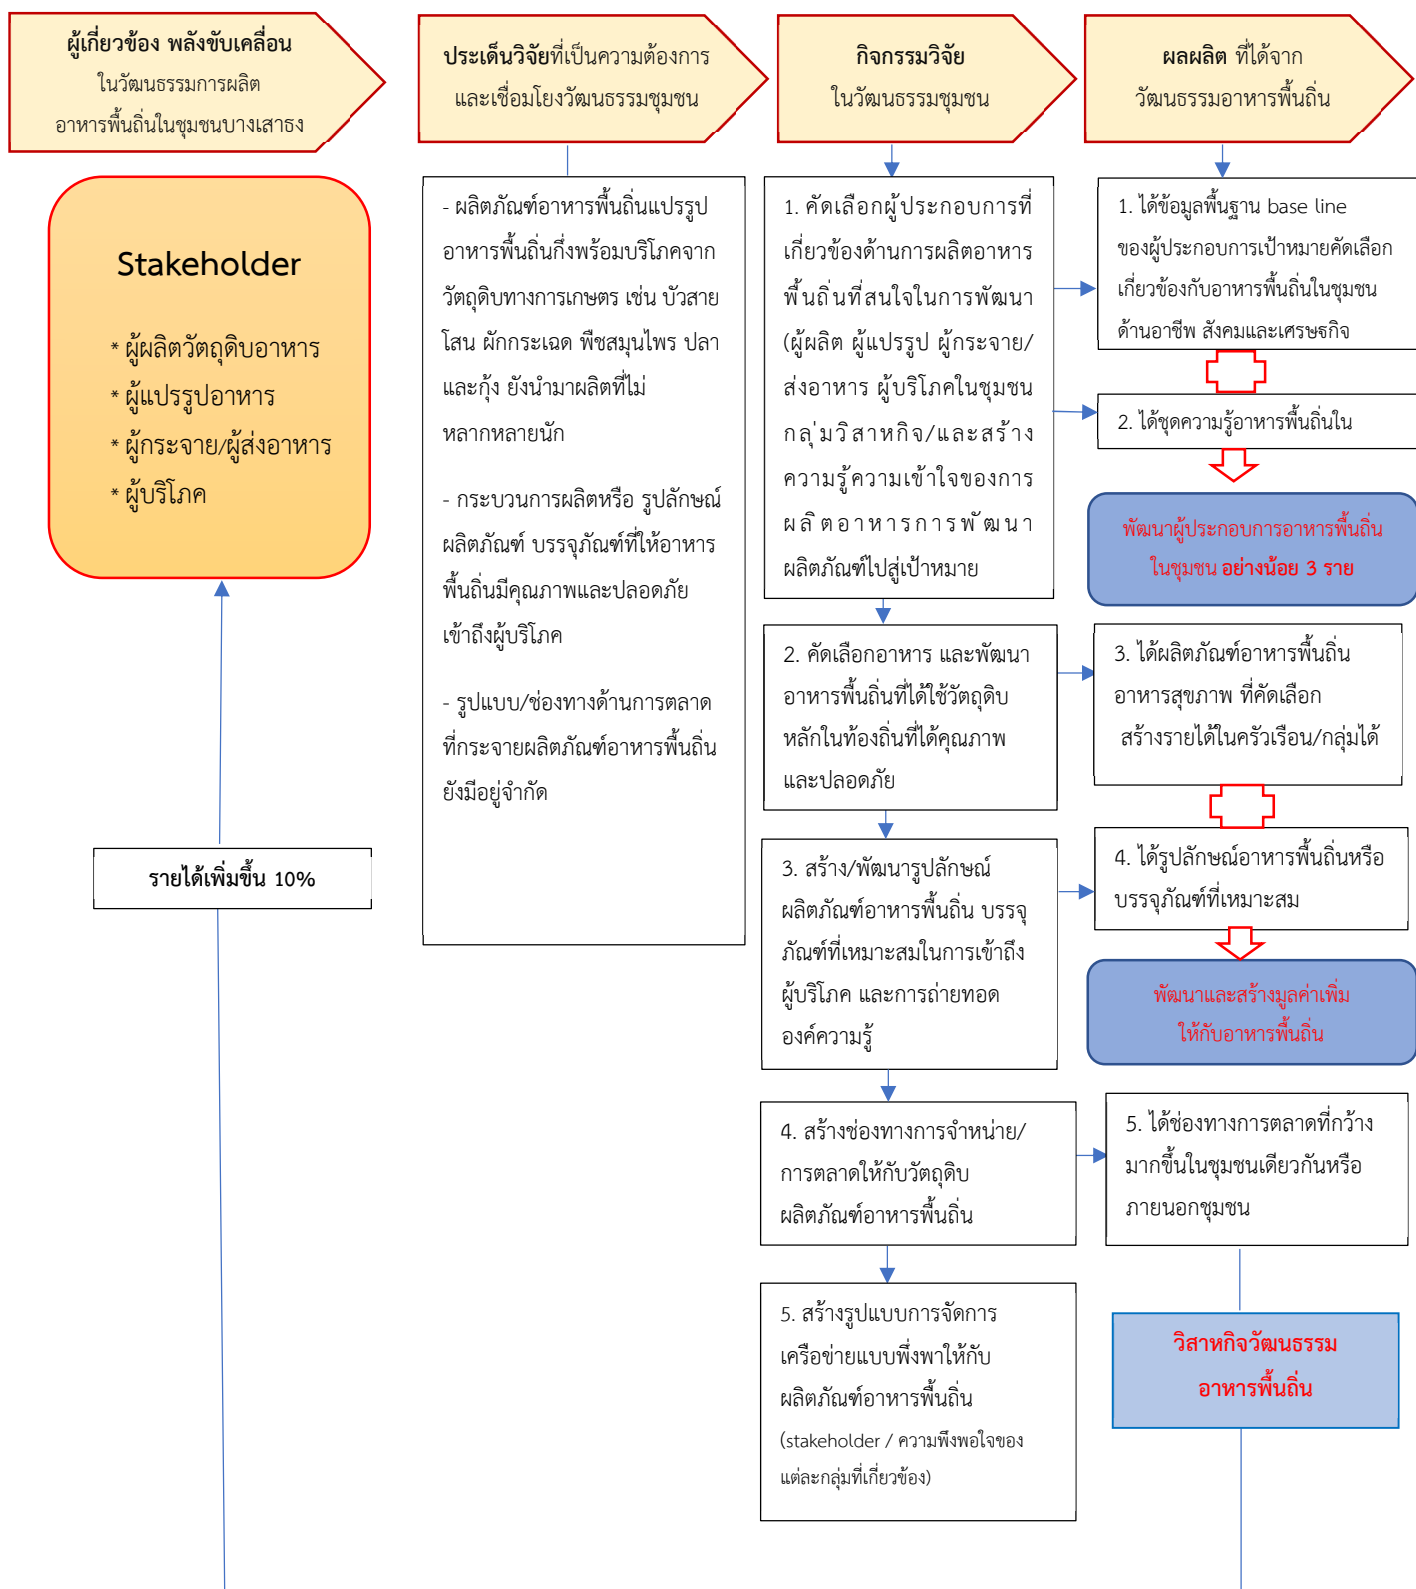 ผู้เกี่ยวข้อง พลังขับเคลื่อน
ในวัฒนธรรมการผลิต
อาหารพื้นถิ่นในชุมชนบางเสาธง
ประเด็นวิจัยที่เป็นความต้องการ
และเชื่อมโยงวัฒนธรรมชุมชน
กิจกรรมวิจัย
ในวัฒนธรรมชุมชน
ผลผลิต ที่ได้จาก
วัฒนธรรมอาหารพื้นถิ่น
Stakeholder
* ผู้ผลิตวัตถุดิบอาหาร
* ผู้แปรรูปอาหาร
* ผู้กระจาย/ผู้ส่งอาหาร
* ผู้บริโภค
รายได้เพิ่มขึ้น 10%
- ผลิตภัณฑ์อาหารพื้นถิ่นแปรรูป
อาหารพื้นถิ่นกึ่งพร้อมบริโภคจาก
วัตถุดิบทางการเกษตร เช่น บัวสาย
โสน ผักกระเฉด พืชสมุนไพร ปลา
และกุ้ง ยังนำมาผลิตที่ไม่
หลากหลายนัก
- กระบวนการผลิตหรือ รูปลักษณ์
ผลิตภัณฑ์ บรรจุภัณฑ์ที่ให้อาหาร
พื้นถิ่นมีคุณภาพและปลอดภัย
เข้าถึงผู้บริโภค
- รูปแบบ/ช่องทางด้านการตลาด
ที่กระจายผลิตภัณฑ์อาหารพื้นถิ่น
ยังมีอยู่จำกัด
1. คัดเลือกผู้ประกอบการที่
เกี่ยวข้องด้านการผลิตอาหาร
พื้นถิ่นที่สนใจในการพัฒนา
(ผู้ผลิต ผู้แปรรูป ผู้กระจาย/
ส่งอาหาร ผู้บริโภคในชุมชน
กลุ่มวิสาหกิจ/และสร้าง
ความรู้ความเข้าใจของการ
ผลิตอาหารการพัฒนา
ผลิตภัณฑ์ไปสู่เป้าหมาย
2. คัดเลือกอาหาร และพัฒนา
อาหารพื้นถิ่นที่ได้ใช้วัตถุดิบ
หลักในท้องถิ่นที่ได้คุณภาพ
และปลอดภัย
3. สร้าง/พัฒนารูปลักษณ์
ผลิตภัณฑ์อาหารพื้นถิ่น บรรจุ
ภัณฑ์ที่เหมาะสมในการเข้าถึง
ผู้บริโภค และการถ่ายทอด
องค์ความรู้
4. สร้างช่องทางการจำหน่าย/
การตลาดให้กับวัตถุดิบ
ผลิตภัณฑ์อาหารพื้นถิ่น
5. สร้างรูปแบบการจัดการ
เครือข่ายแบบพึ่งพาให้กับ
ผลิตภัณฑ์อาหารพื้นถิ่น
(stakeholder / ความพึงพอใจของ
แต่ละกลุ่มที่เกี่ยวข้อง)
1. ได้ข้อมูลพื้นฐาน base line
ของผู้ประกอบการเป้าหมายคัดเลือก
เกี่ยวข้องกับอาหารพื้นถิ่นในชุมชน
ด้านอาชีพ สังคมและเศรษฐกิจ
2. ได้ชุดความรู้อาหารพื้นถิ่นใน
พัฒนาผู้ประกอบการอาหารพื้นถิ่น
ในชุมชน อย่างน้อย 3 ราย
3. ได้ผลิตภัณฑ์อาหารพื้นถิ่น
อาหารสุขภาพ ที่คัดเลือก
สร้างรายได้ในครัวเรือน/กลุ่มได้
4. ได้รูปลักษณ์อาหารพื้นถิ่นหรือ
บรรจุภัณฑ์ที่เหมาะสม
พัฒนาและสร้างมูลค่าเพิ่ม
ให้กับอาหารพื้นถิ่น
5. ได้ช่องทางการตลาดที่กว้าง
มากขึ้นในชุมชนเดียวกันหรือ
ภายนอกชุมชน
วิสาหกิจวัฒนธรรม
อาหารพื้นถิ่น